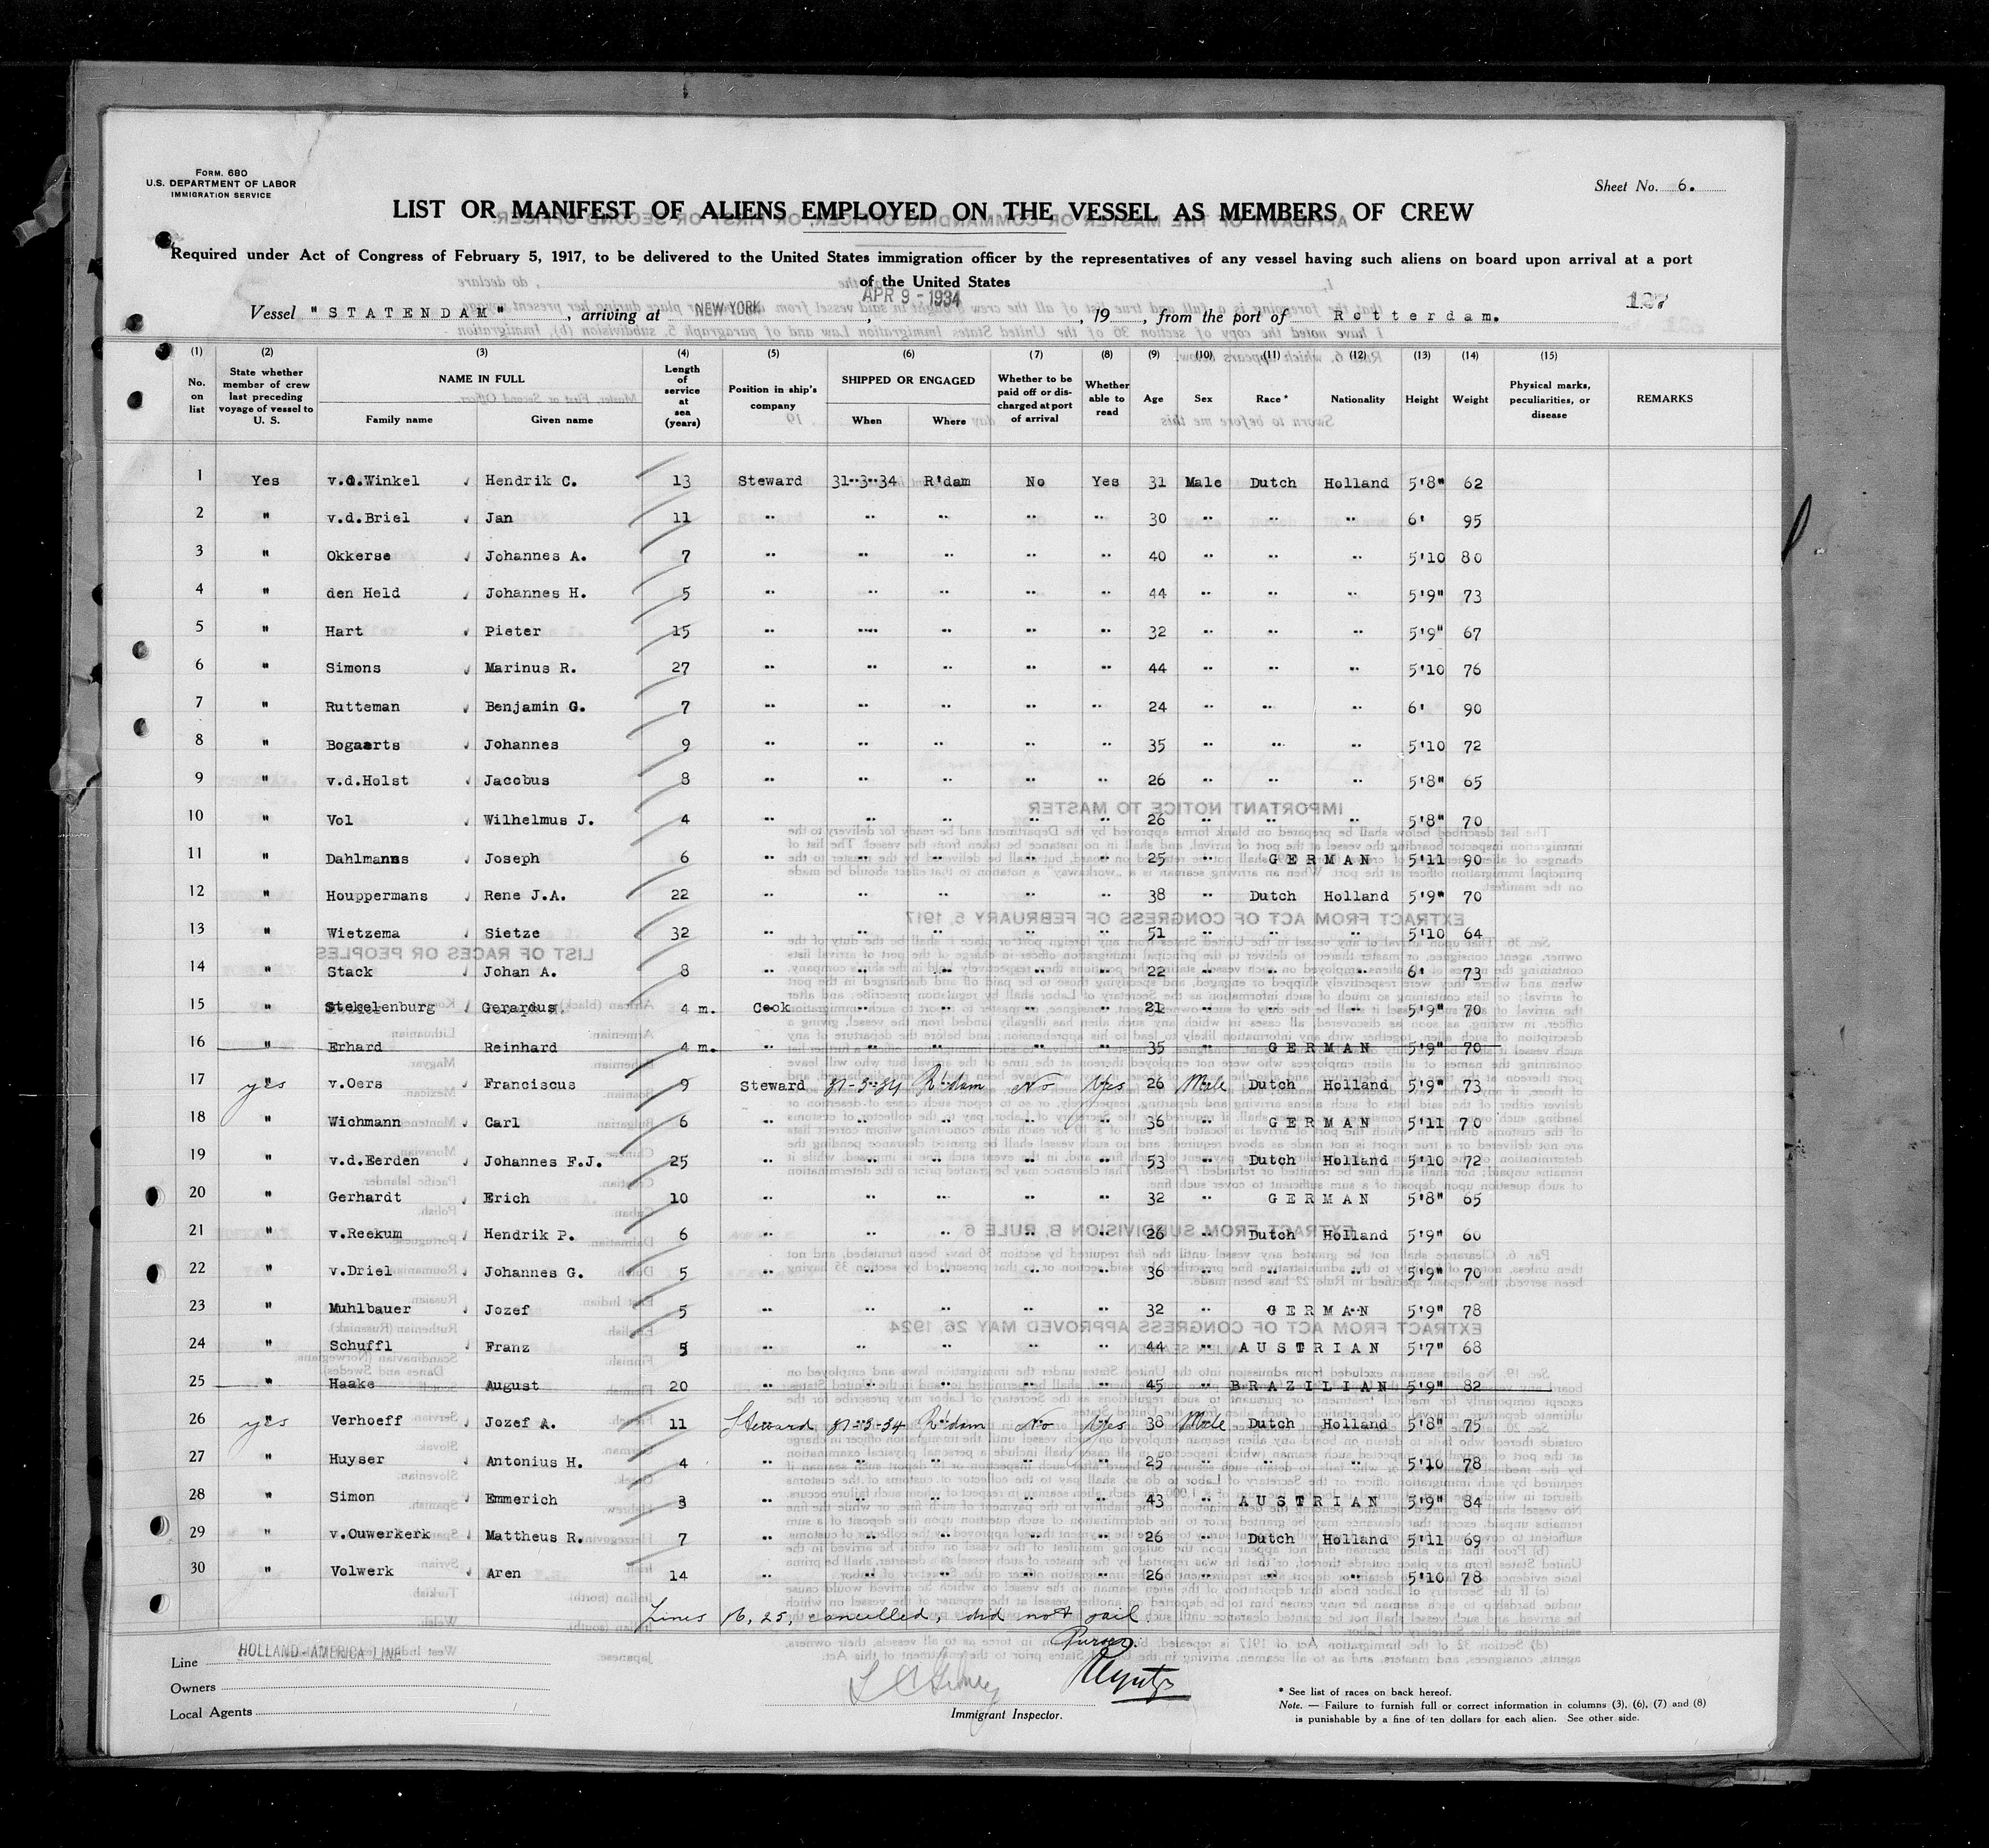 FORM. 680
U.S. DEPARTMENT OF LABOR
IMMIGRATION SERVICE
Sheet No. 6.
LIST OR MANIFEST OF ALIENS EMPLOYED ON THE VESSEL AS MEMBERS OF CREW
Required under Act of Congress of February 5, 1917, to be delivered to the United States immigration officer by the representatives of any vessel having such aliens on board upon arrival at a port
of the United States
Vessel "STATENDAM", arriving at NEW YORK, APR 9 - 1934, 19, from the port of Rotterdam. 127
(1) (2) (3) (4) (5) (6) (7) (8) (9) (10) (11) (12) (13) (14) (15)
No. on list | State whether member of crew last preceding voyage of vessel to U. S. | NAME IN FULL | Length of service at sea (years) | Position in ship's company | SHIPPED OR ENGAGED | Whether to be paid off or discharged at port of arrival | Whether able to read | Age | Sex | Race * | Nationality | Height | Weight | Physical marks, peculiarities, or disease | REMARKS
Family name | Given name | When | Where
1 Yes v.d.Winkel Hendrik C. 13 Steward 31-3-34 R'dam No Yes 31 Male Dutch Holland 5'8" 62
2 " v.d.Briel Jan 11 " " " " " 30 " " " 6' 95
3 " Okkerse Johannes A. 7 " " " " " 40 " " " 5'10 80
4 " den Held Johannes H. 5 " " " " " 44 " " " 5'9" 73
5 " Hart Pieter 15 " " " " " 32 " " " 5'9" 67
6 " Simons Marinus R. 27 " " " " " 44 " " " 5'10 76
7 " Rutteman Benjamin G. 7 " " " " " 24 " " " 6' 90
8 " Bogaerts Johannes 9 " " " " " 35 " " " 5'10 72
9 " v.d.Holst Jacobus 8 " " " " " 26 " " " 5'8" 65
10 " Vol Wilhelmus J. 4 " " " " " 26 " " " 5'8" 70
11 " Dahlmanns Joseph 6 " " " " " 25 " GERMAN 5'11 90
12 " Houppermans Rene J.A. 22 " " " " " 38 " Dutch Holland 5'9" 70
13 " Wietzema Sietze 32 " " " " " 51 " " " 5'10 64
14 " Stack Johan A. 8 " " " " " 22 " " " 6' 73
15 " Stekelenburg Gerardus 4 m. Cook " " " " 21 " " " 5'9" 70
16 " Erhard Reinhard 4 m. " " " " " 35 " GERMAN 5'9" 70
17 yes v.Oers Franciscus 9 Steward 31-3-34 R'dam No Yes 26 Male Dutch Holland 5'9" 73
18 " Wichmann Carl 6 " " " " " 36 " GERMAN 5'11 70
19 " v.d.Eerden Johannes F.J. 25 " " " " " 53 " Dutch Holland 5'10 72
20 " Gerhardt Erich 10 " " " " " 32 " GERMAN 5'8" 65
21 " v.Reekum Hendrik P. 6 " " " " " 26 " Dutch Holland 5'9" 60
22 " v.Driel Johannes G. 5 " " " " " 36 " " " 5'9" 70
23 " Muhlbauer Jozef 5 " " " " " 32 " GERMAN 5'9" 78
24 " Schuffl Franz 5 " " " " " 44 " AUSTRIAN 5'7" 68
25 " Haake August 20 " " " " " 45 " BRAZILIAN 5'9" 82
26 yes Verhoeff Jozef A. 11 Steward 31-3-34 R'dam No Yes 38 Male Dutch Holland 5'8" 75
27 " Huyser Antonius H. 4 " " " " " 25 " " " 5'10 78
28 " Simon Emmerich 3 " " " " " 43 " AUSTRIAN 5'9" 84
29 " v.Ouwerkerk Mattheus R. 7 " " " " " 26 " Dutch Holland 5'11 69
30 " Volwerk Aren 14 " " " " " 26 " " " 5'10 78
Lines 16, 25, cancelled, did not sail
Purser.
Line HOLLAND-AMERICA LINE
Owners
Local Agents
Immigrant Inspector.
* See list of races on back hereof.
Note. — Failure to furnish full or correct information in columns (3), (6), (7) and (8)
is punishable by a fine of ten dollars for each alien. See other side.